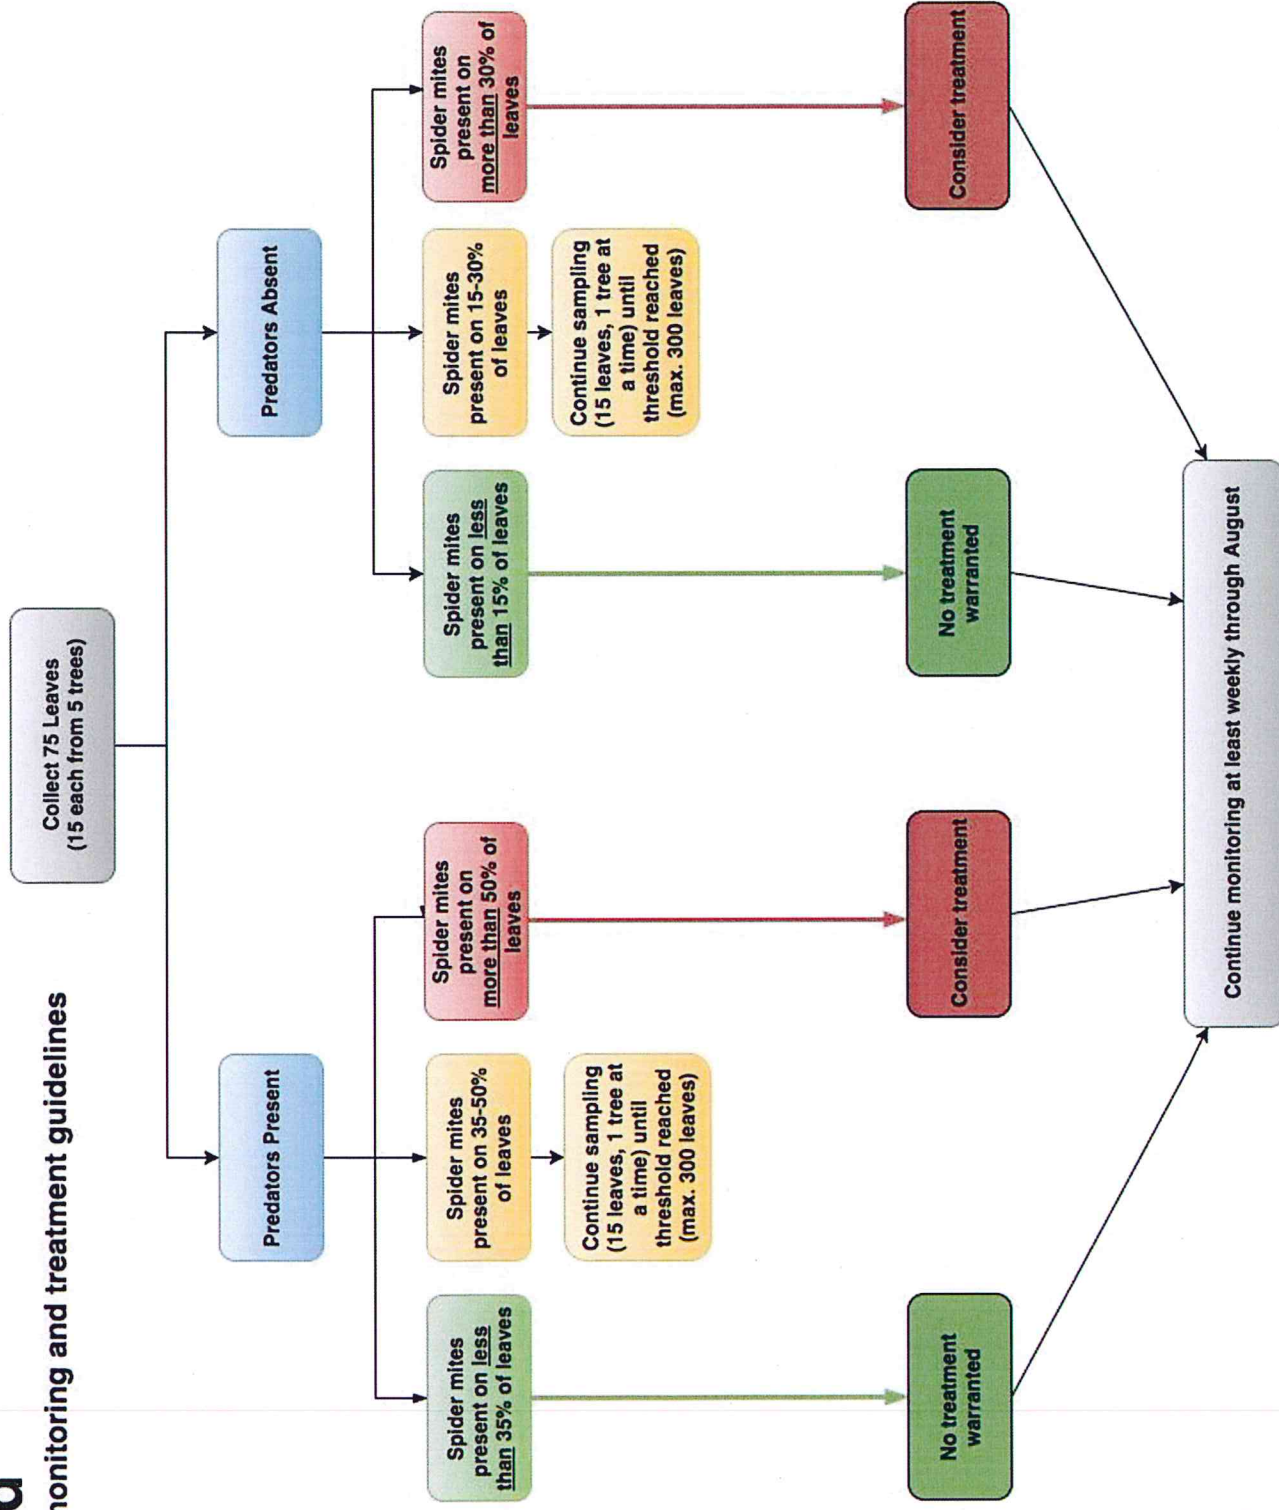 monitoring and treatment guidelines
Collect 75 Leaves
(15 each from 5 trees)
Predators Present
Predators Absent
Spider mites
present on less
than 35% of leaves
Spider mites
present on 35-50%
of leaves
Spider mites
present on
more than 50% of
leaves
Spider mites
present on less
than 15% of leaves
Spider mites
present on 15-30%
of leaves
Spider mites
present on
more than 30% of
leaves
Continue sampling
(15 leaves, 1 tree at
a time) until
threshold reached
(max. 300 leaves)
Continue sampling
(15 leaves, 1 tree at
a time) until
threshold reached
(max. 300 leaves)
No treatment
warranted
Consider treatment
No treatment
warranted
Consider treatment
Continue monitoring at least weekly through August